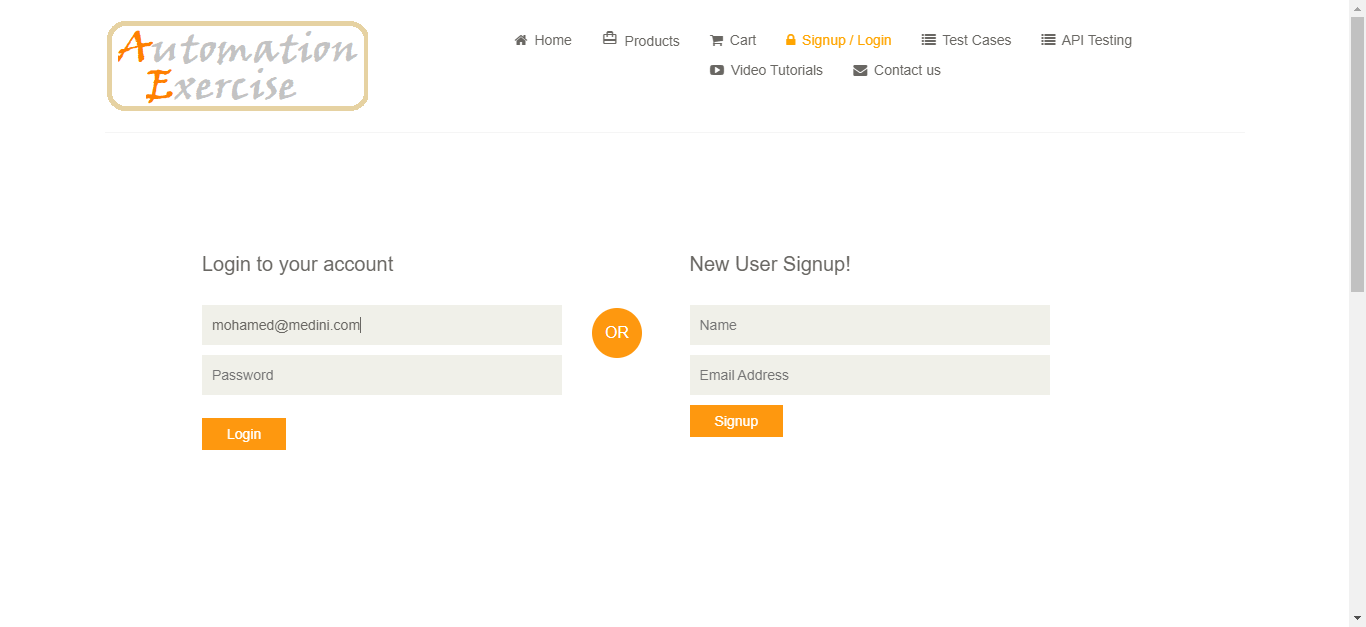 Automation
Exercise
Home Products Cart Signup / Login Test Cases API Testing
Video Tutorials Contact us
Login to your account
mohamed@medini.com
Password
Login
OR
New User Signup!
Name
Email Address
Signup